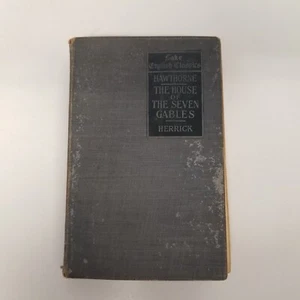 Lake English Classics
HAWTHORNE
THE HOUSE
OF
THE SEVEN
GABLES
HERRICK